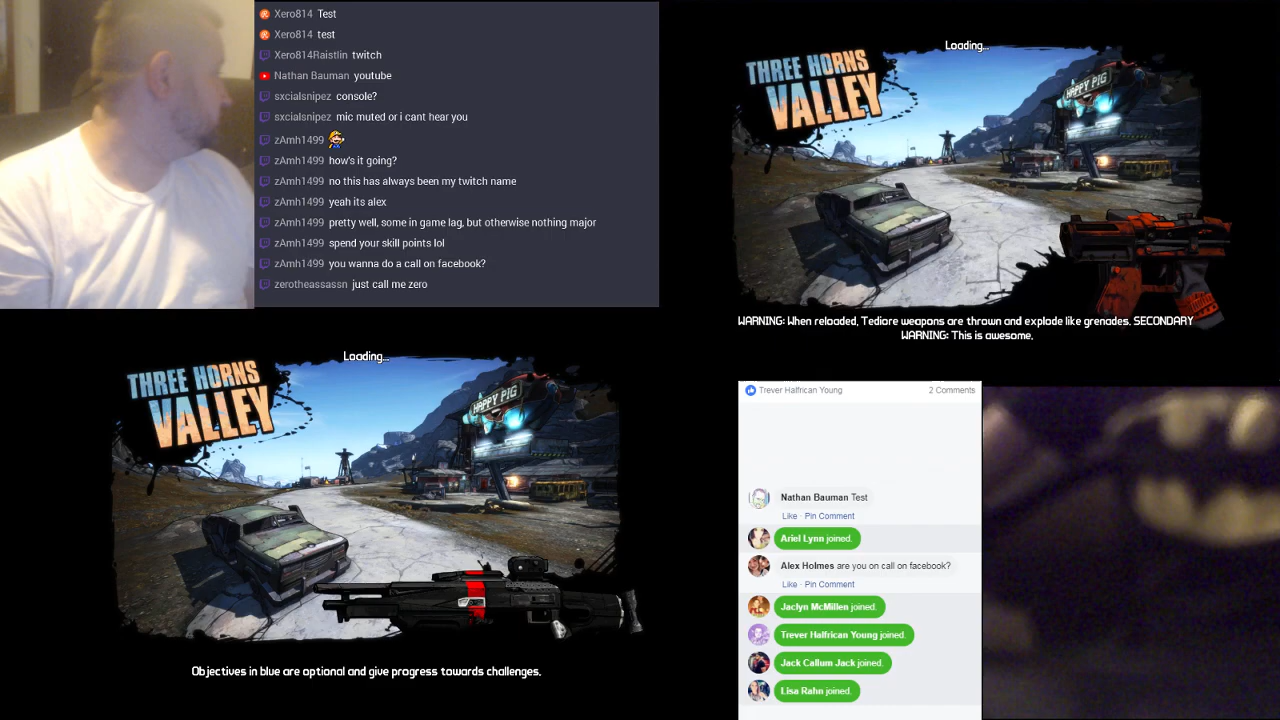 Xero814 Test
Xero814 test
Xero814Raistlin twitch
Nathan Bauman youtube
sxcialsnipez console?
sxcialsnipez mic muted or i cant hear you
zAmh1499
zAmh1499 how's it going?
zAmh1499 no this has always been my twitch name
zAmh1499 yeah its alex
zAmh1499 pretty well, some in game lag, but otherwise nothing major
zAmh1499 spend your skill points lol
zAmh1499 you wanna do a call on facebook?
zerotheassassn just call me zero
Loading...
THREE HORNS
VALLEY
HAPPY PIG
WARNING: When reloaded, Tediore weapons are thrown and explode like grenades. SECONDARY
WARNING: This is awesome.
Loading...
THREE HORNS
VALLEY
HAPPY PIG
Objectives in blue are optional and give progress towards challenges.
Trever Halfrican Young 2 Comments
Nathan Bauman Test
Like · Pin Comment
Ariel Lynn joined.
Alex Holmes are you on call on facebook?
Like · Pin Comment
Jaclyn McMillen joined.
Trever Halfrican Young joined.
Jack Callum Jack joined.
Lisa Rahn joined.